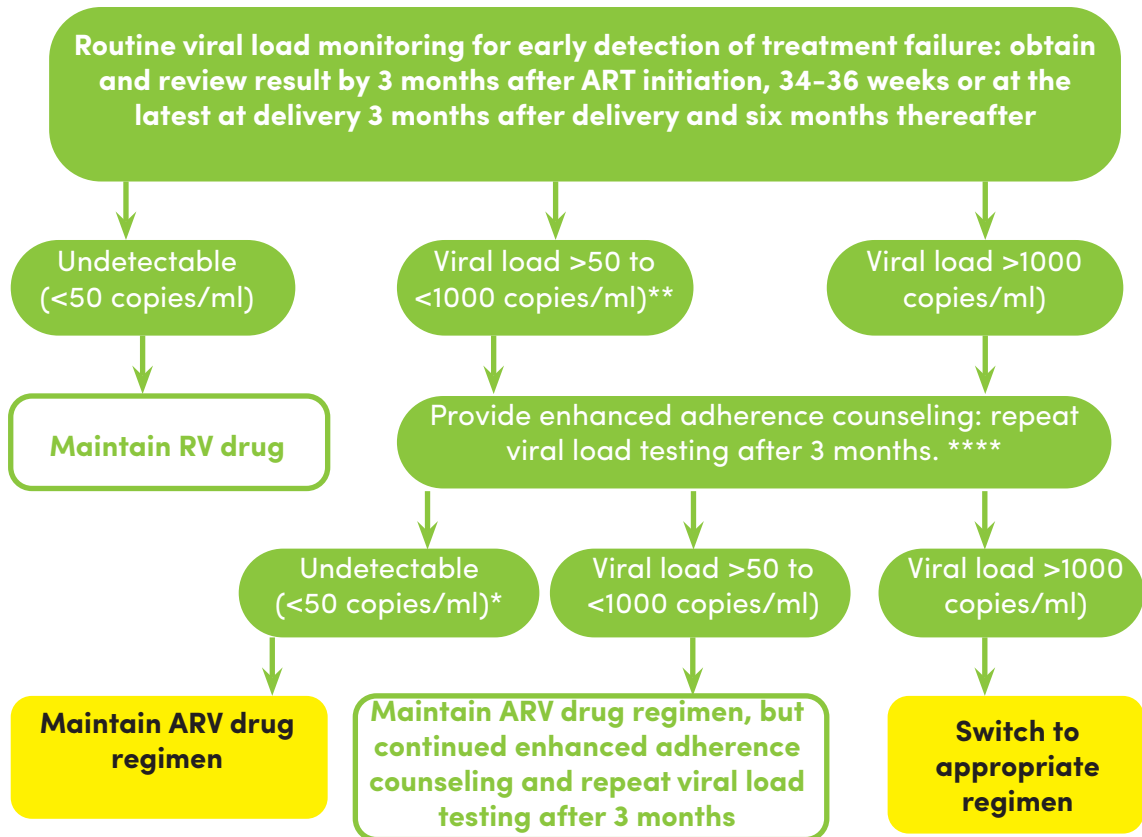 Routine viral load monitoring for early detection of treatment failure: obtain
and review result by 3 months after ART initiation, 34-36 weeks or at the
latest at delivery 3 months after delivery and six months thereafter
Undetectable
(<50 copies/ml)
Viral load >50 to
<1000 copies/ml)**
Viral load >1000
copies/ml)
Maintain RV drug
Provide enhanced adherence counseling: repeat
viral load testing after 3 months. ****
Undetectable
(<50 copies/ml)*
Viral load >50 to
<1000 copies/ml)
Viral load >1000
copies/ml)
Maintain ARV drug
regimen
Maintain ARV drug regimen, but
continued enhanced adherence
counseling and repeat viral load
testing after 3 months
Switch to
appropriate
regimen